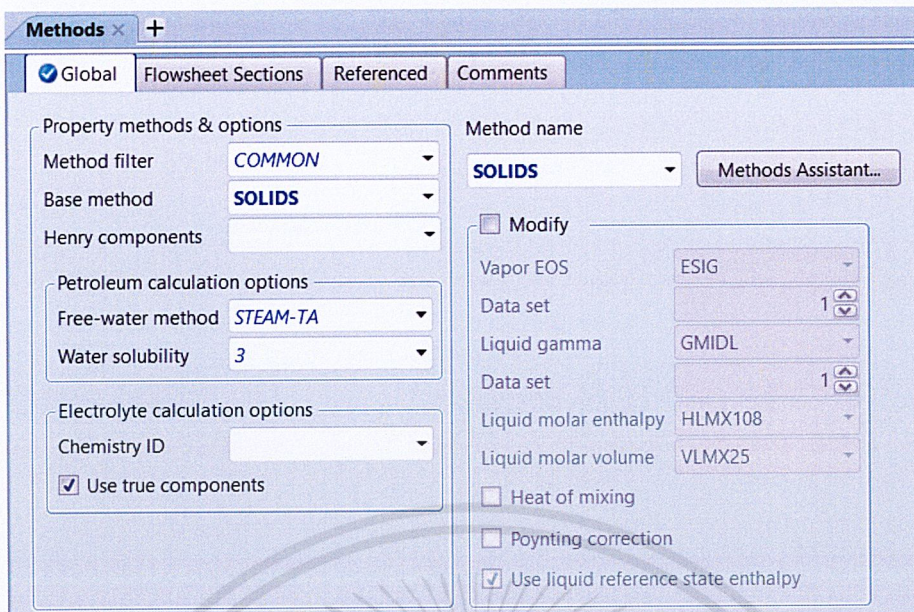 Methods
Global
Flowsheet Sections
Referenced
Comments
Property methods & options
Method filter COMMON
Base method SOLIDS
Henry components
Petroleum calculation options
Free-water method STEAM-TA
Water solubility 3
Electrolyte calculation options
Chemistry ID
Use true components
Method name
SOLIDS Methods Assistant...
Modify
Vapor EOS ESIG
Data set 1
Liquid gamma GMIDL
Data set 1
Liquid molar enthalpy HLMX108
Liquid molar volume VLMX25
Heat of mixing
Poynting correction
Use liquid reference state enthalpy